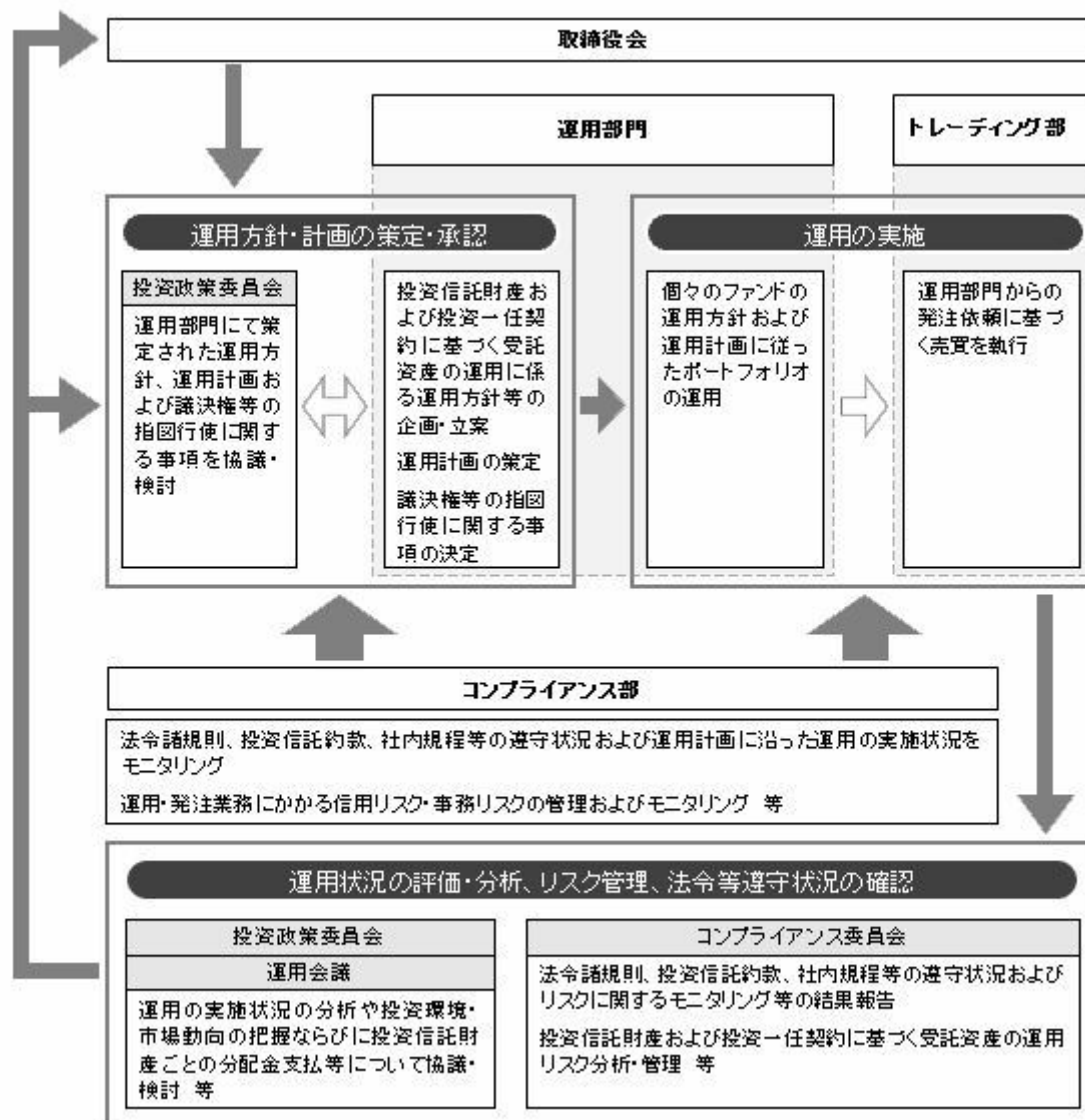 取締役会
運用部門
トレーディング部
運用方針・計画の策定・承認
投資政策委員会
運用部門にて策
定された運用方
針、運用計画お
よび議決権等の
指図行使に関す
る事項を協議・
検討
投資信託財産お
よび投資一任契
約に基づく受託
資産の運用に係
る運用方針等の
企画・立案
運用計画の策定
議決権等の指図
行使に関する事
項の決定
運用の実施
個々のファンドの
運用方針および
運用計画に従っ
たポートフォリオ
の運用
運用部門からの
発注依頼に基づ
く売買を執行
コンプライアンス部
法令諸規則、投資信託約款、社内規程等の遵守状況および運用計画に沿った運用の実施状況を
モニタリング
運用・発注業務にかかる信用リスク・事務リスクの管理およびモニタリング 等
運用状況の評価・分析、リスク管理、法令等遵守状況の確認
投資政策委員会
運用会議
運用の実施状況の分析や投資環境・
市場動向の把握ならびに投資信託財
産ごとの分配金支払等について協議・
検討 等
コンプライアンス委員会
法令諸規則、投資信託約款、社内規程等の遵守状況および
リスクに関するモニタリング等の結果報告
投資信託財産および投資一任契約に基づく受託資産の運用
リスク分析・管理 等